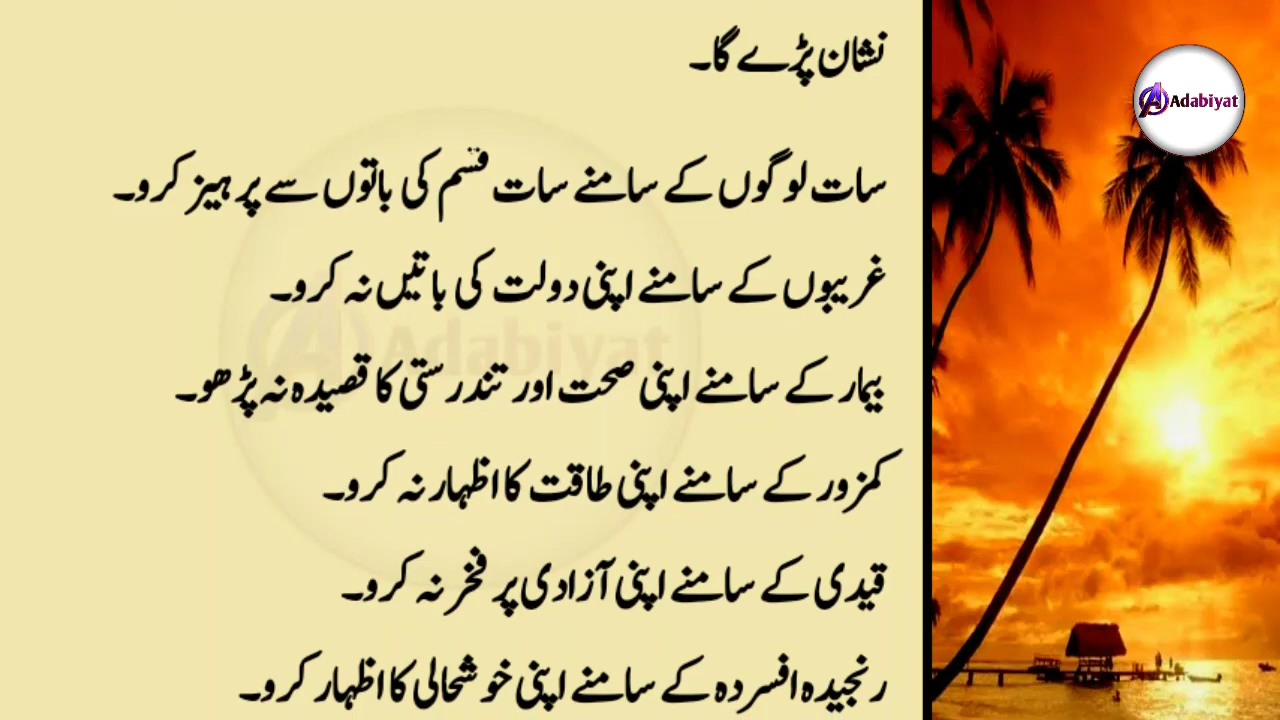 نشان پڑے گا۔
سات لوگوں کے سامنے سات قسم کی باتوں سے پرہیز کرو۔
غریبوں کے سامنے اپنی دولت کی باتیں نہ کرو۔
بیمار کے سامنے اپنی صحت اور تندرستی کا قصیدہ نہ پڑھو۔
کمزور کے سامنے اپنی طاقت کا اظہار نہ کرو۔
قیدی کے سامنے اپنی آزادی پر فخر نہ کرو۔
رنجیدہ افسردہ کے سامنے اپنی خوشحالی کا اظہار کرو۔
Adabiyat
Adabiyat